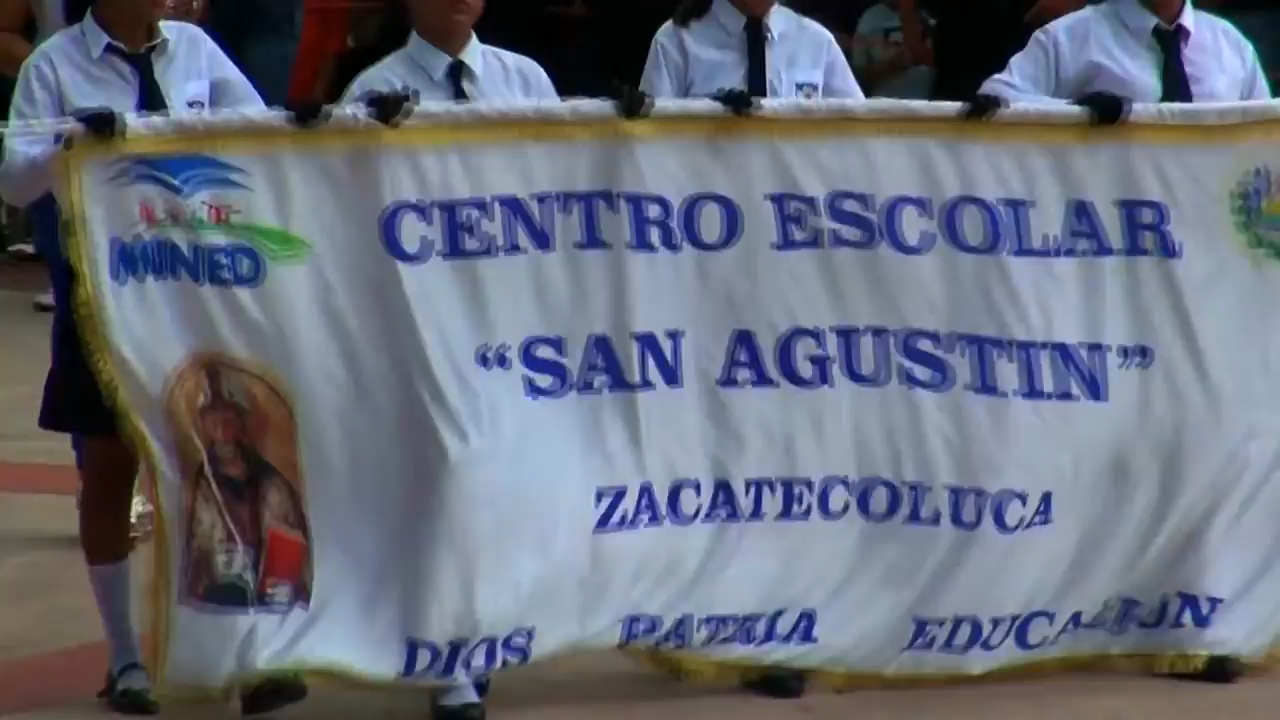 MINED
CENTRO ESCOLAR
“SAN AGUSTIN”
ZACATECOLUCA
DIOS PATRIA EDUCACION